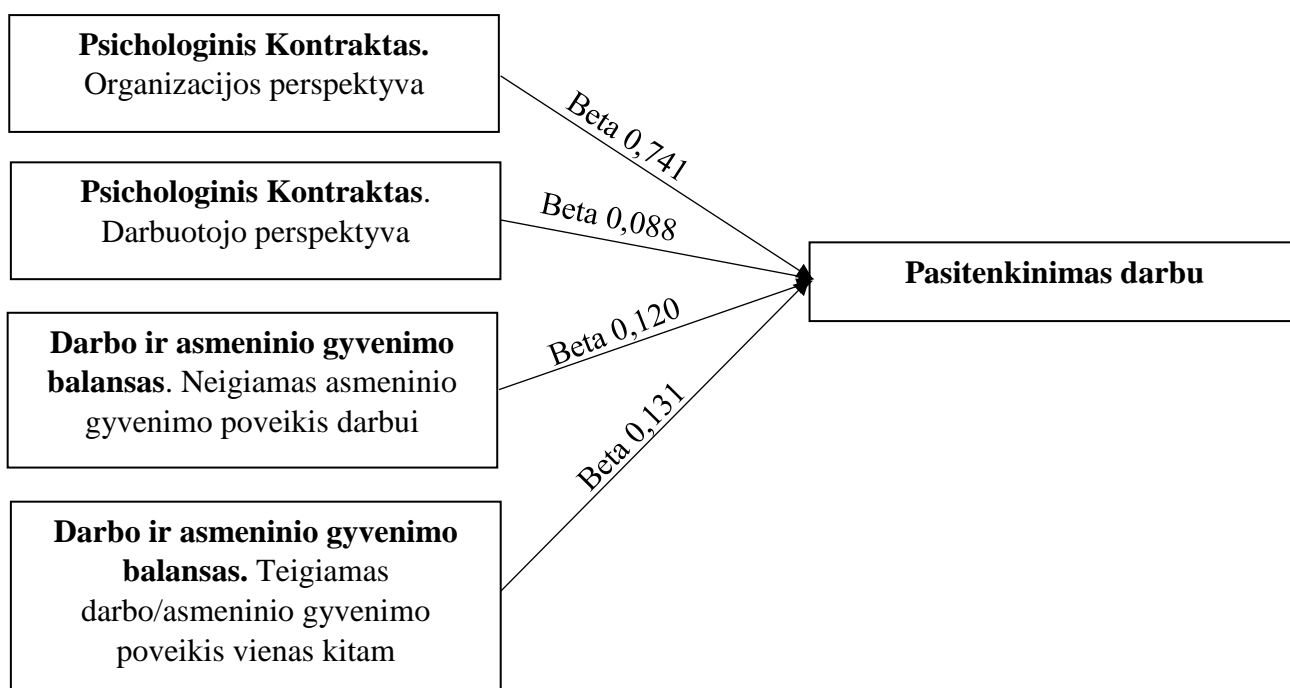 Psichologinis Kontraktas.
Organizacijos perspektyva
Beta 0,741
Psichologinis Kontraktas.
Darbuotojo perspektyva
Beta 0,088
Pasitenkinimas darbu
Darbo ir asmeninio gyvenimo
balansas. Neigiamas asmeninio
gyvenimo poveikis darbui
Beta 0,120
Darbo ir asmeninio gyvenimo
balansas. Teigiamas
darbo/asmeninio gyvenimo
poveikis vienas kitam
Beta 0,131